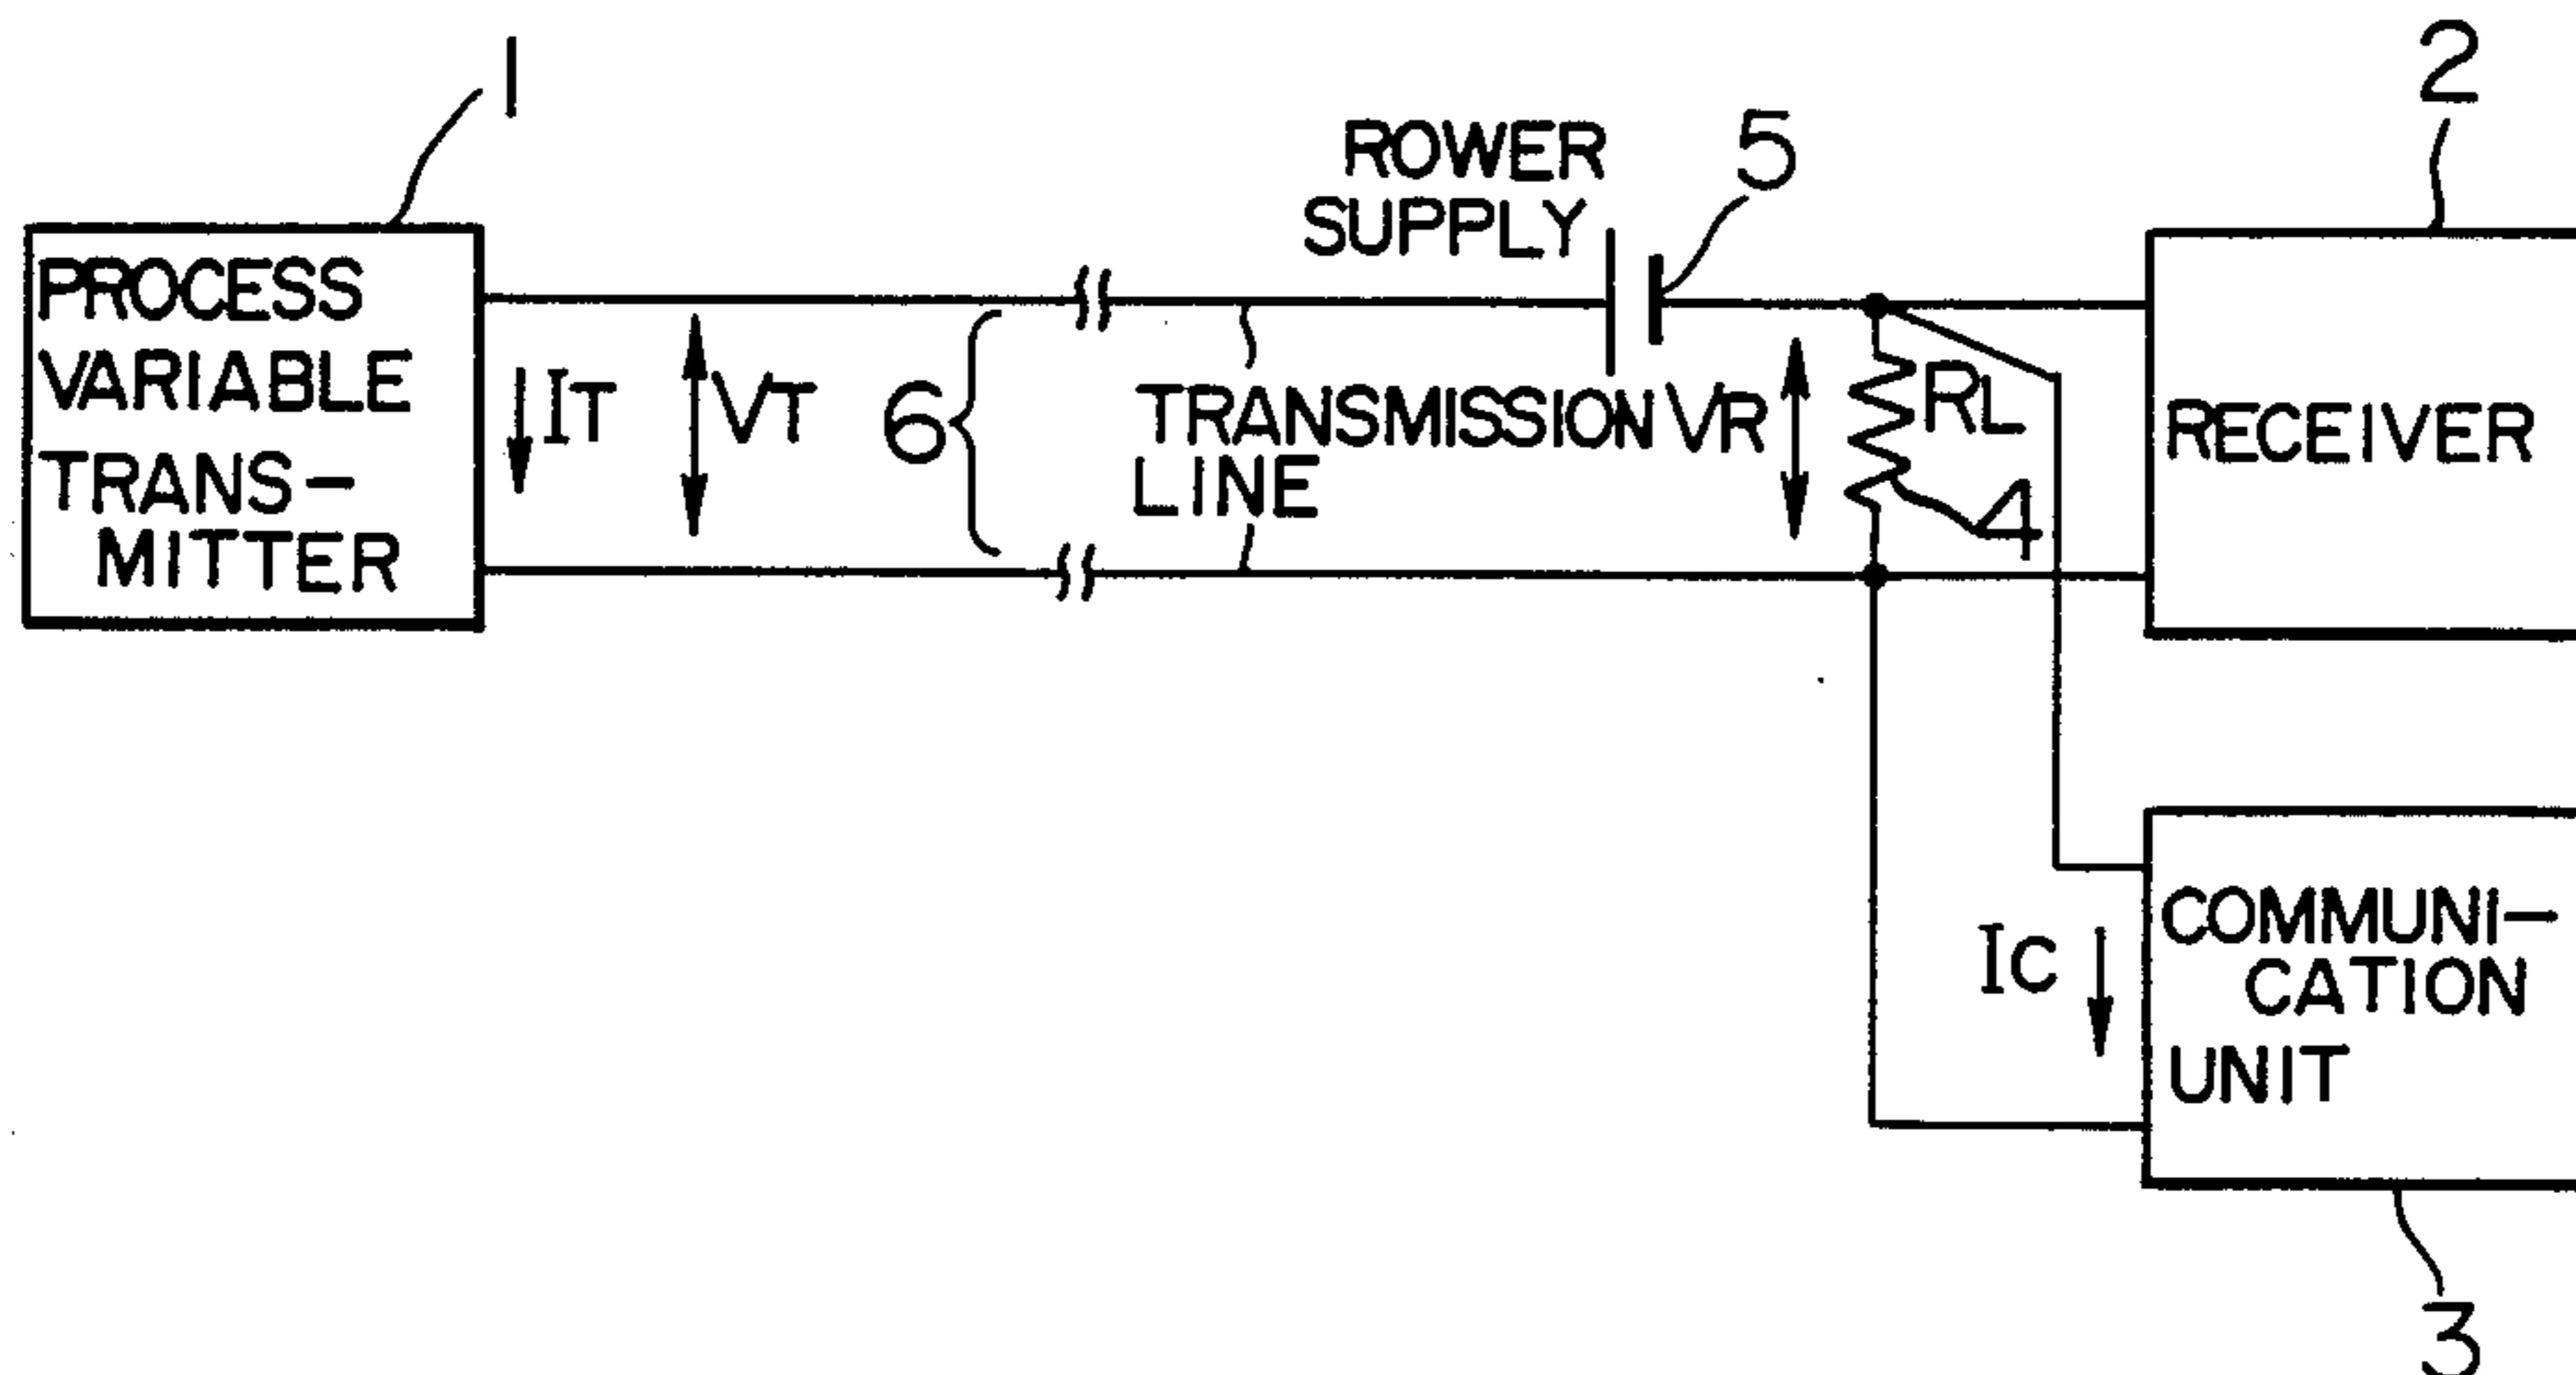 1
2
ROWER
SUPPLY
5
PROCESS
VARIABLE
TRANS-
MITTER
IT
VT
6
TRANSMISSION
LINE
VR
RL
4
RECEIVER
IC
COMMUNI-
CATION
UNIT
3